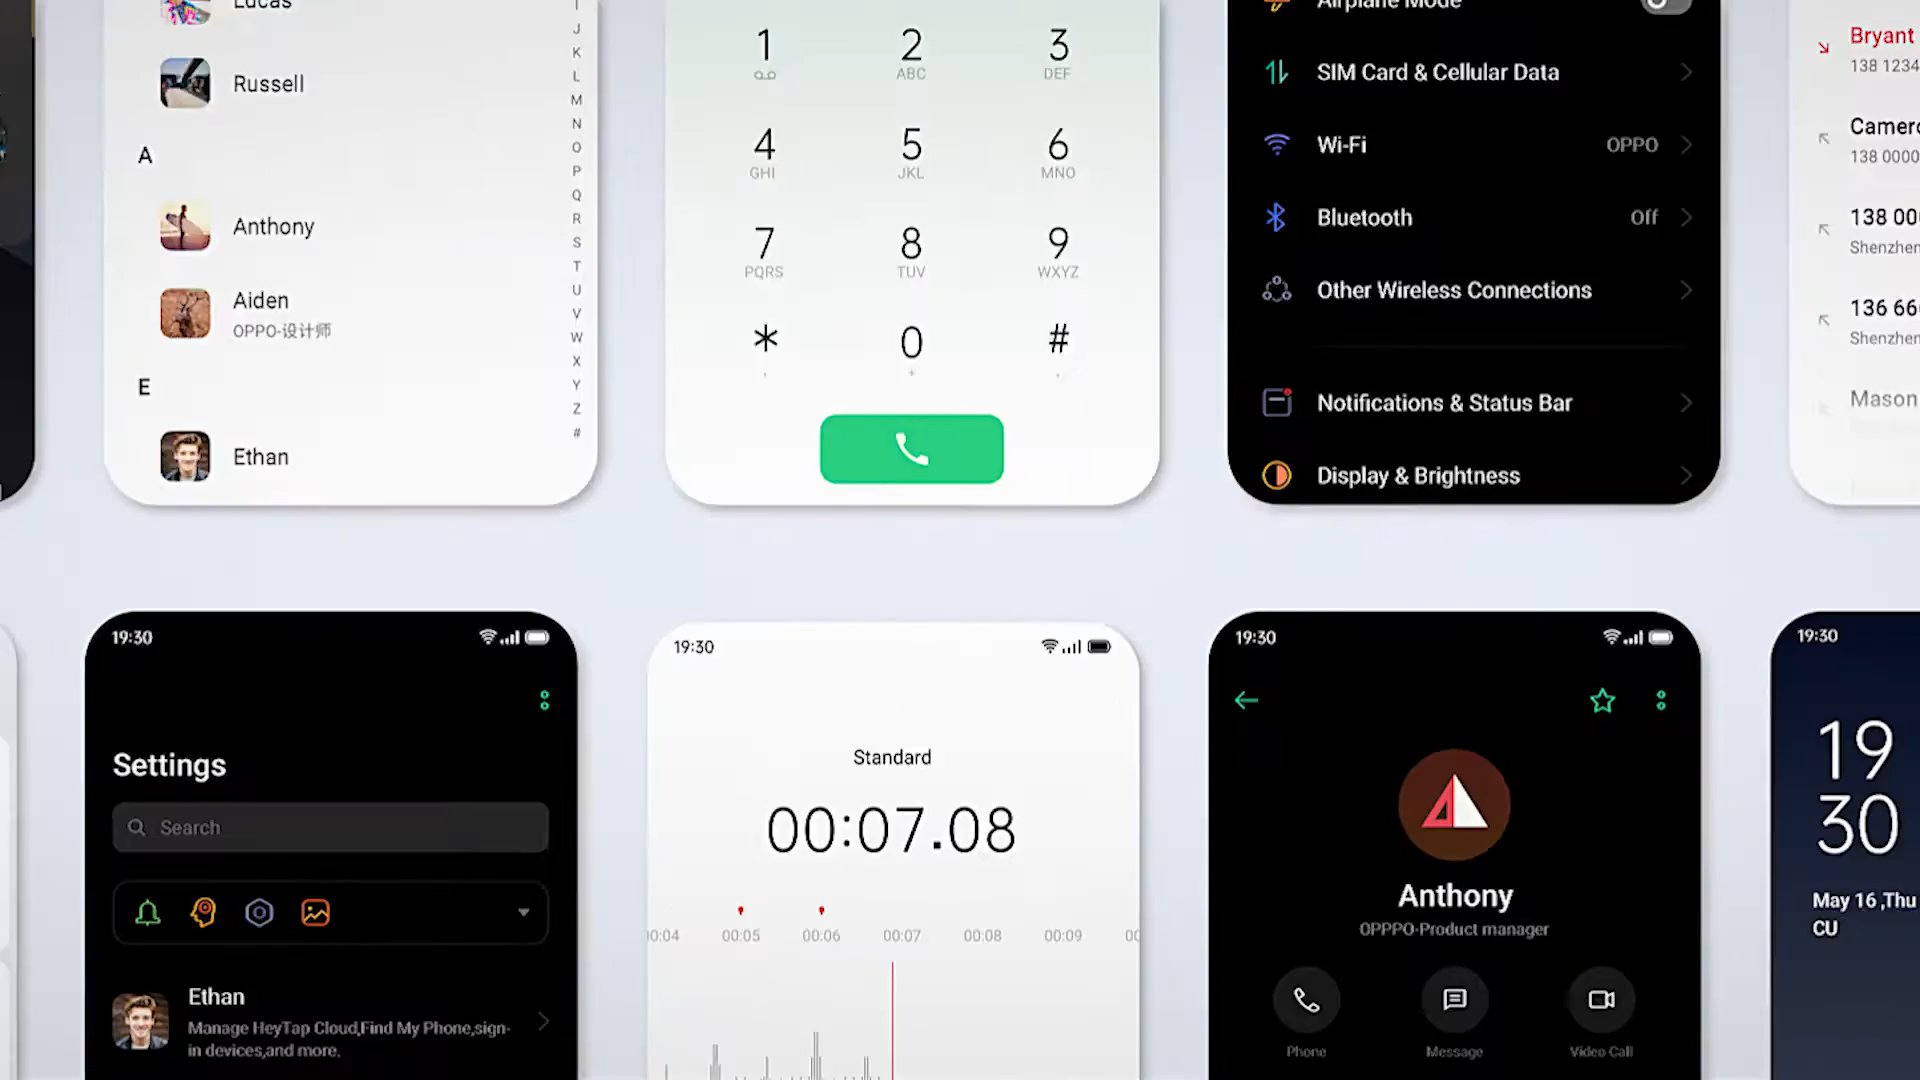 Lucas
Russell
A
Anthony
Aiden
OPPO-设计师
E
Ethan
I
J
K
L
M
N
O
P
Q
R
S
T
U
V
W
X
Y
Z
#
1
2
ABC
3
DEF
4
GHI
5
JKL
6
MNO
7
PQRS
8
TUV
9
WXYZ
*
,
0
+
#
Airplane Mode
SIM Card & Cellular Data
Wi-Fi
OPPO
Bluetooth
Off
Other Wireless Connections
Notifications & Status Bar
Display & Brightness
Bryant
138 1234
Camero
138 0000
138 00
Shenzhen
136 66
Shenzhen
Mason
19:30
Settings
Search
Ethan
Manage HeyTap Cloud,Find My Phone,sign-
in devices,and more.
19:30
Standard
00:07.08
00:04 00:05 00:06 00:07 00:08 00:09 00
19:30
Anthony
OPPPO-Product manager
Phone
Message
Video Call
19:30
19
30
May 16 ,Thu
CU